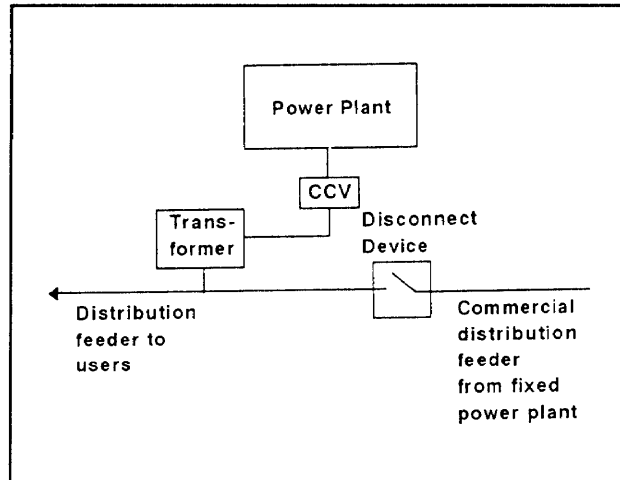 Power Plant
CCV
Trans-
former
Disconnect
Device
Distribution
feeder to
users
Commercial
distribution
feeder
from fixed
power plant